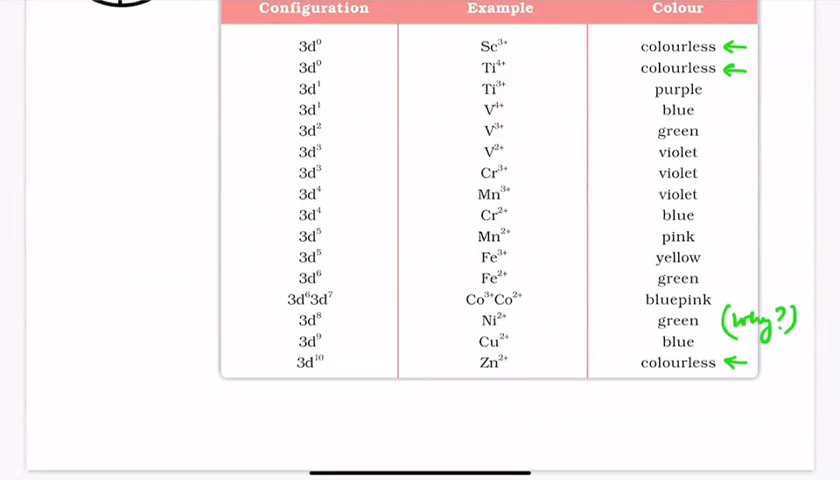 Configuration Example Colour
3d⁰ Sc³⁺ colourless ←
3d⁰ Ti⁴⁺ colourless ←
3d¹ Ti³⁺ purple
3d¹ V⁴⁺ blue
3d² V³⁺ green
3d³ V²⁺ violet
3d³ Cr³⁺ violet
3d⁴ Mn³⁺ violet
3d⁴ Cr²⁺ blue
3d⁵ Mn²⁺ pink
3d⁵ Fe³⁺ yellow
3d⁶ Fe²⁺ green
3d⁶3d⁷ Co³⁺Co²⁺ bluepink
3d⁸ Ni²⁺ green (why?)
3d⁹ Cu²⁺ blue
3d¹⁰ Zn²⁺ colourless ←